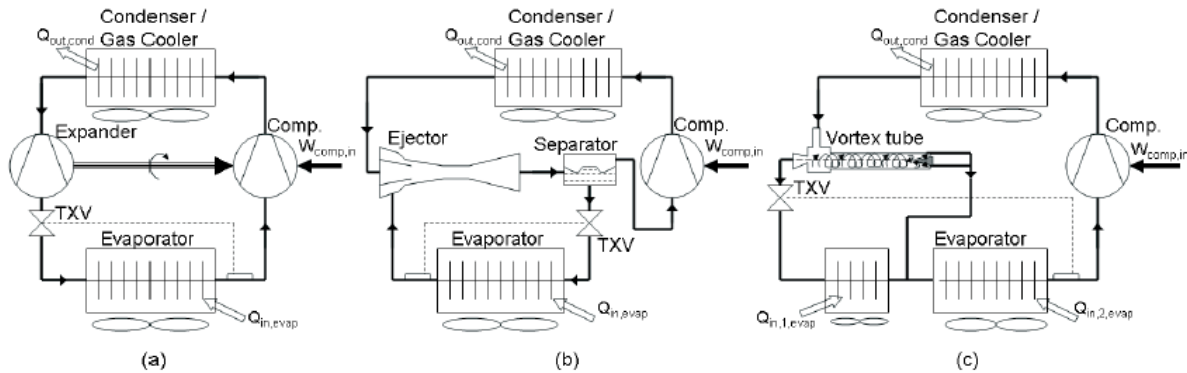 Condenser /
Gas Cooler
Q_out,cond
Expander
Comp.
W_comp,in
TXV
Evaporator
Q_in,evap
(a)
Condenser /
Gas Cooler
Q_out,cond
Ejector
Separator
Comp.
W_comp,in
TXV
Evaporator
Q_in,evap
(b)
Condenser /
Gas Cooler
Q_out,cond
Vortex tube
Comp.
W_comp,in
TXV
Evaporator
Q_in,1,evap
Q_in,2,evap
(c)